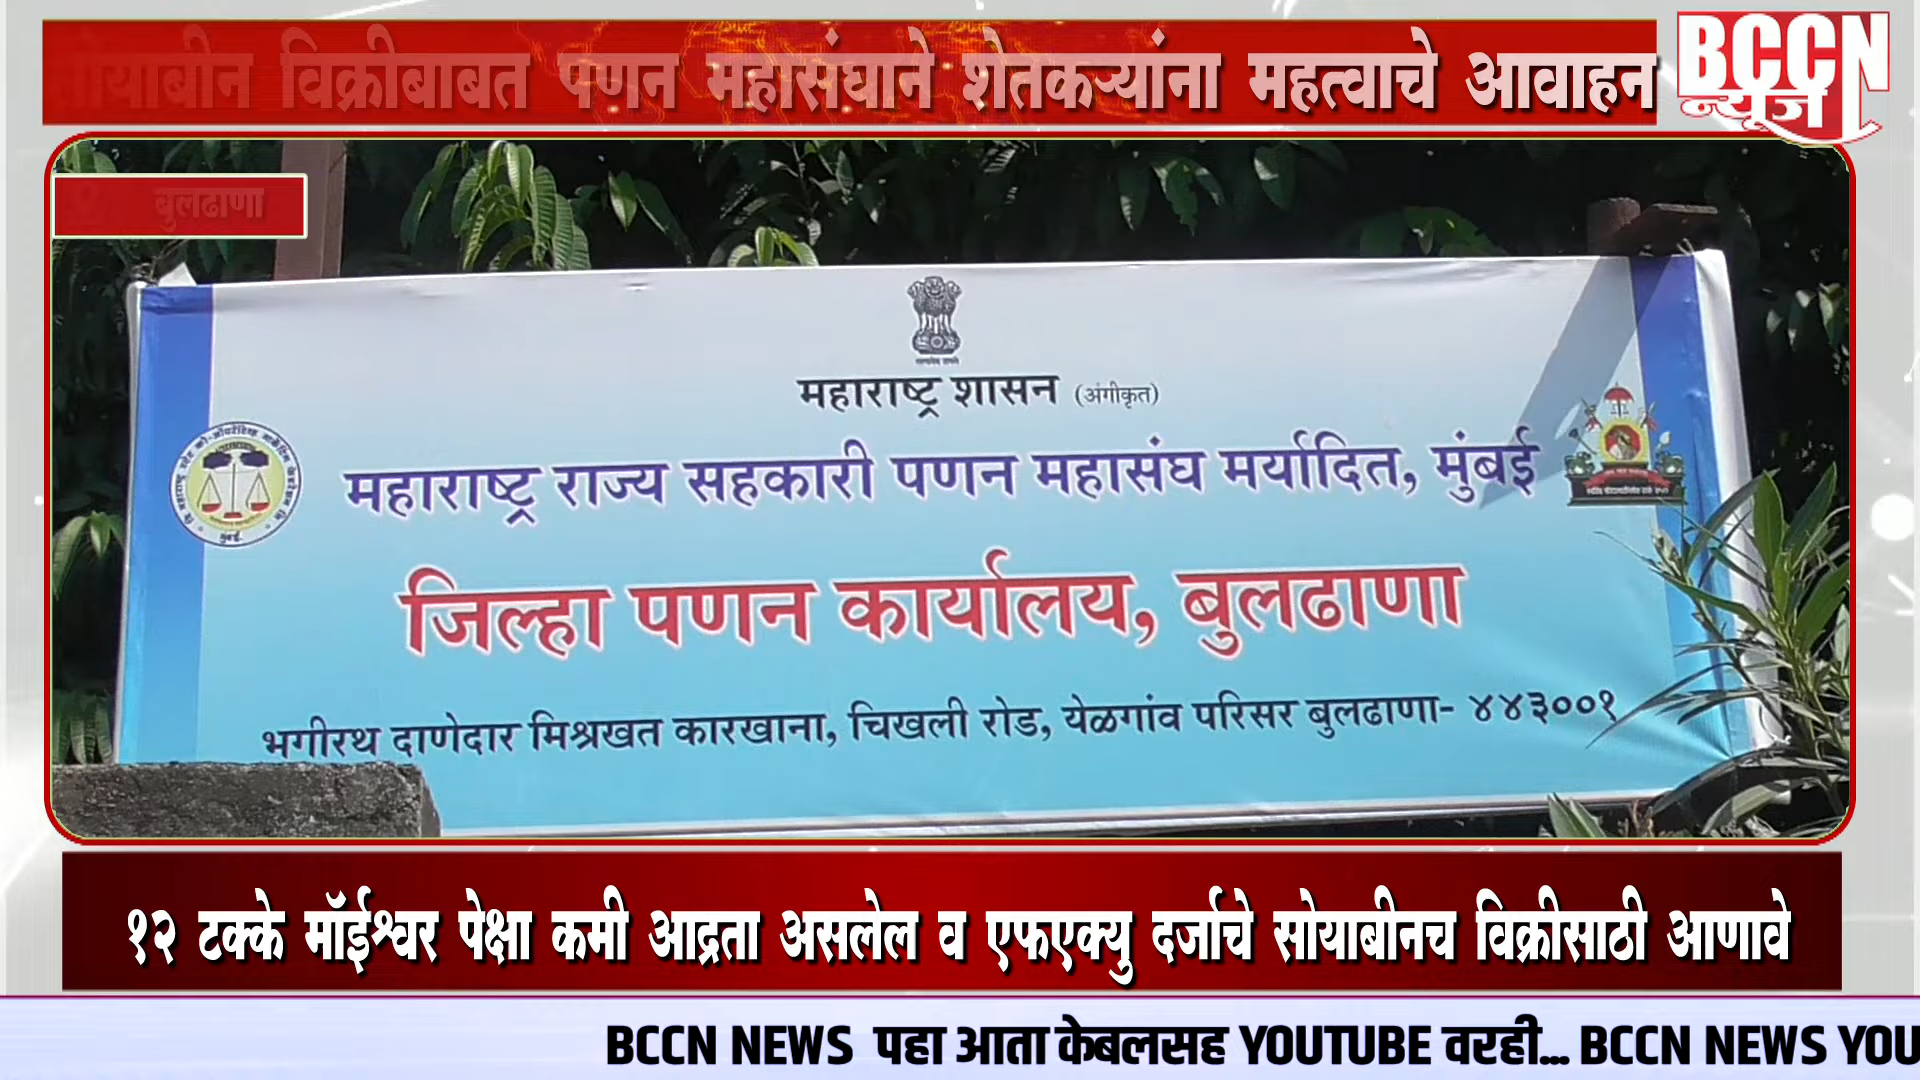 सोयाबीन विक्रीबाबत पणन महासंघाने शेतकऱ्यांना महत्वाचे आवाहन
BCCN
न्यूज
बुलढाणा
महाराष्ट्र शासन (अंगीकृत)
महाराष्ट्र राज्य सहकारी पणन महासंघ मर्यादित, मुंबई
जिल्हा पणन कार्यालय, बुलढाणा
भगीरथ दाणेदार मिश्रखत कारखाना, चिखली रोड, येळगांव परिसर बुलढाणा- ४४३००१
१२ टक्के मॉईश्चर पेक्षा कमी आद्रता असलेल व एफएक्यु दर्जाचे सोयाबीनच विक्रीसाठी आणावे
BCCN NEWS पहा आता केबलसह YOUTUBE वरही... BCCN NEWS YOU